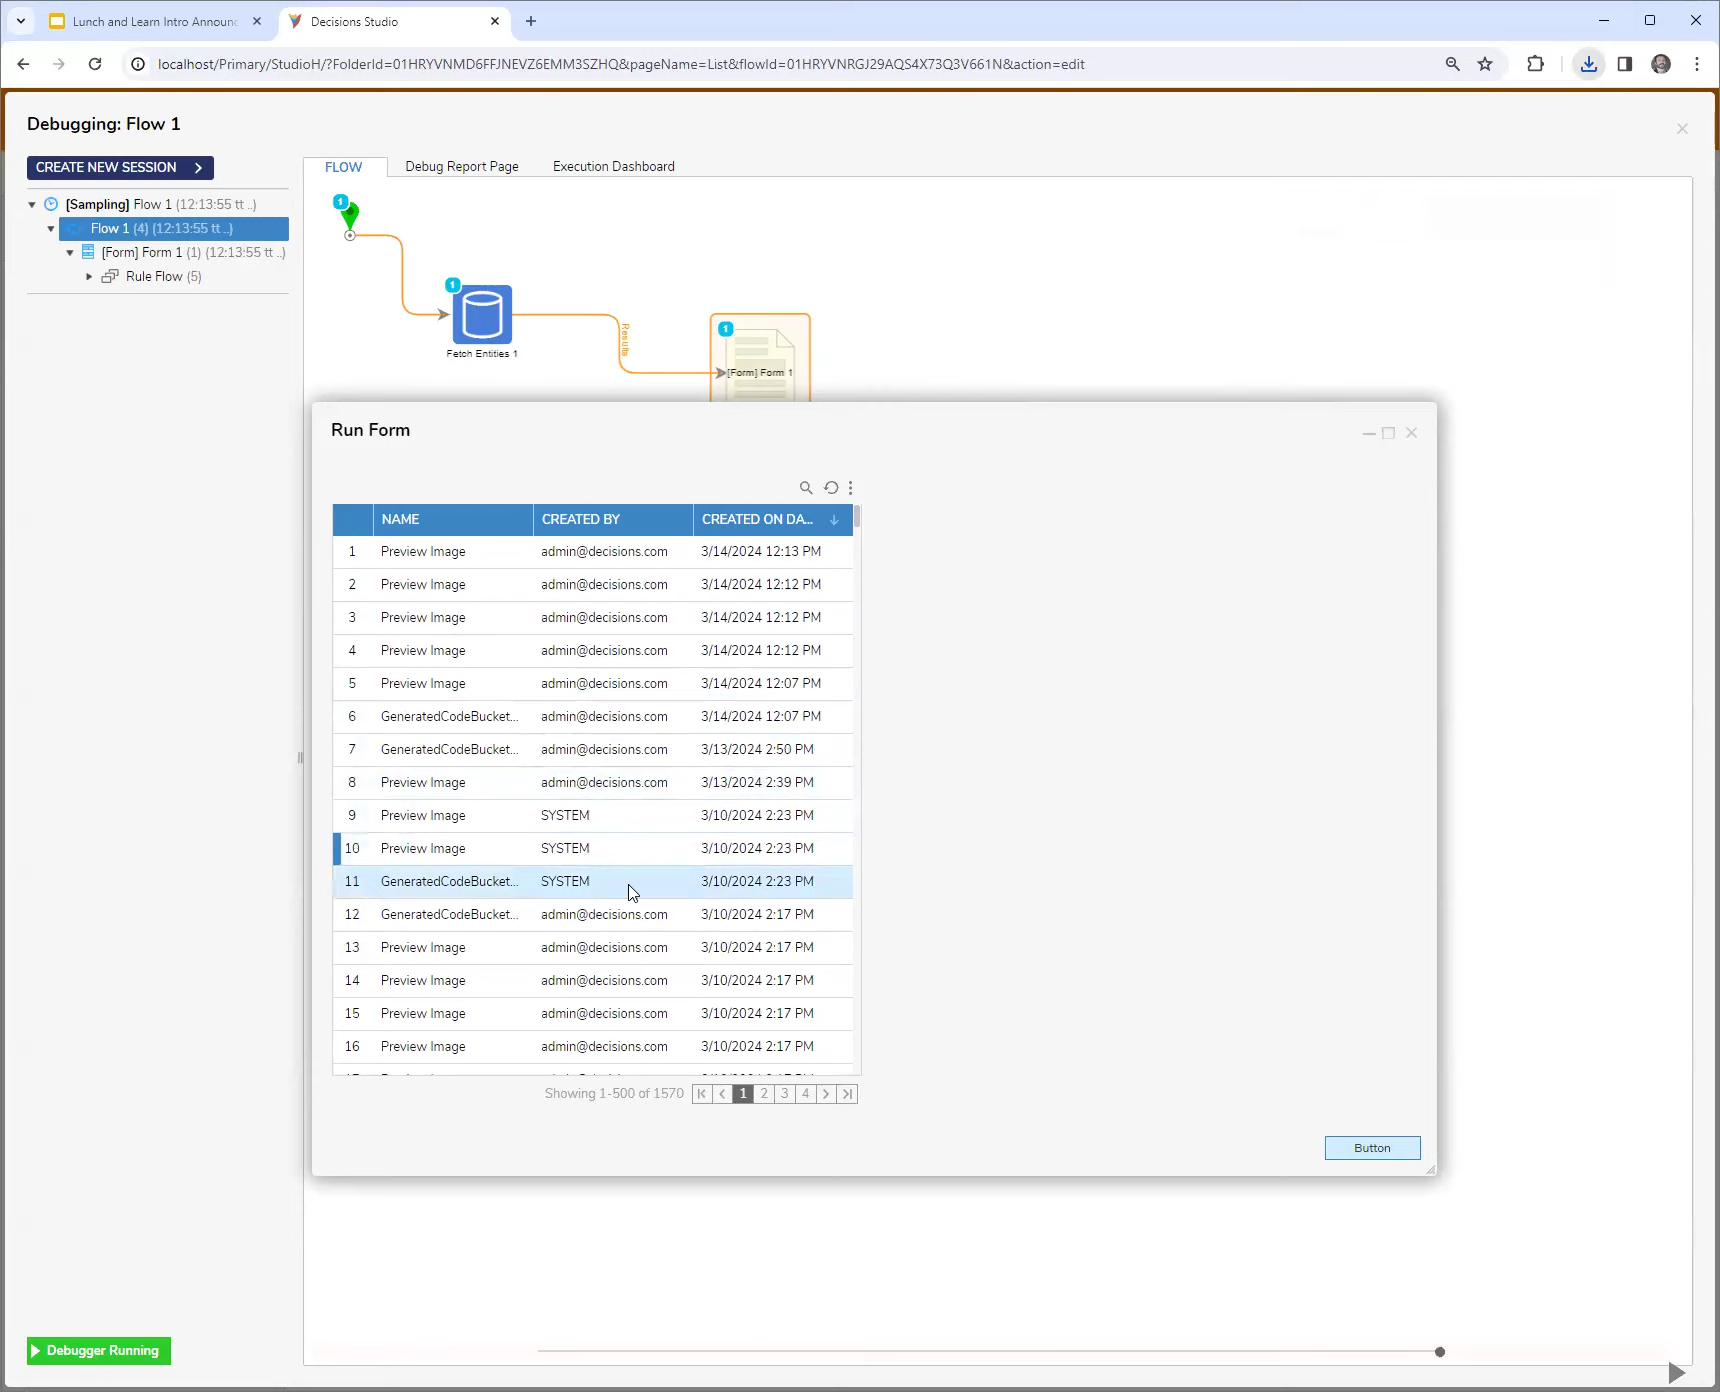 Lunch and Learn Intro Announc
Decisions Studio
localhost/Primary/StudioH/?FolderId=01HRYVNMD6FFJNEVZ6EMM3SZHQ&pageName=List&flowId=01HRYVNRGJ29AQS4X73Q3V661N&action=edit
Debugging: Flow 1
CREATE NEW SESSION
FLOW
Debug Report Page
Execution Dashboard
[Sampling] Flow 1 (12:13:55 tt ..)
Flow 1 (4) (12:13:55 tt ..)
[Form] Form 1 (1) (12:13:55 tt ..)
Rule Flow (5)
1
1
Fetch Entities 1
Results
1
[Form] Form 1
Run Form
NAME CREATED BY CREATED ON DA...
1 Preview Image admin@decisions.com 3/14/2024 12:13 PM
2 Preview Image admin@decisions.com 3/14/2024 12:12 PM
3 Preview Image admin@decisions.com 3/14/2024 12:12 PM
4 Preview Image admin@decisions.com 3/14/2024 12:12 PM
5 Preview Image admin@decisions.com 3/14/2024 12:07 PM
6 GeneratedCodeBucket... admin@decisions.com 3/14/2024 12:07 PM
7 GeneratedCodeBucket... admin@decisions.com 3/13/2024 2:50 PM
8 Preview Image admin@decisions.com 3/13/2024 2:39 PM
9 Preview Image SYSTEM 3/10/2024 2:23 PM
10 Preview Image SYSTEM 3/10/2024 2:23 PM
11 GeneratedCodeBucket... SYSTEM 3/10/2024 2:23 PM
12 GeneratedCodeBucket... admin@decisions.com 3/10/2024 2:17 PM
13 Preview Image admin@decisions.com 3/10/2024 2:17 PM
14 Preview Image admin@decisions.com 3/10/2024 2:17 PM
15 Preview Image admin@decisions.com 3/10/2024 2:17 PM
16 Preview Image admin@decisions.com 3/10/2024 2:17 PM
Showing 1-500 of 1570 1 2 3 4
Button
Debugger Running